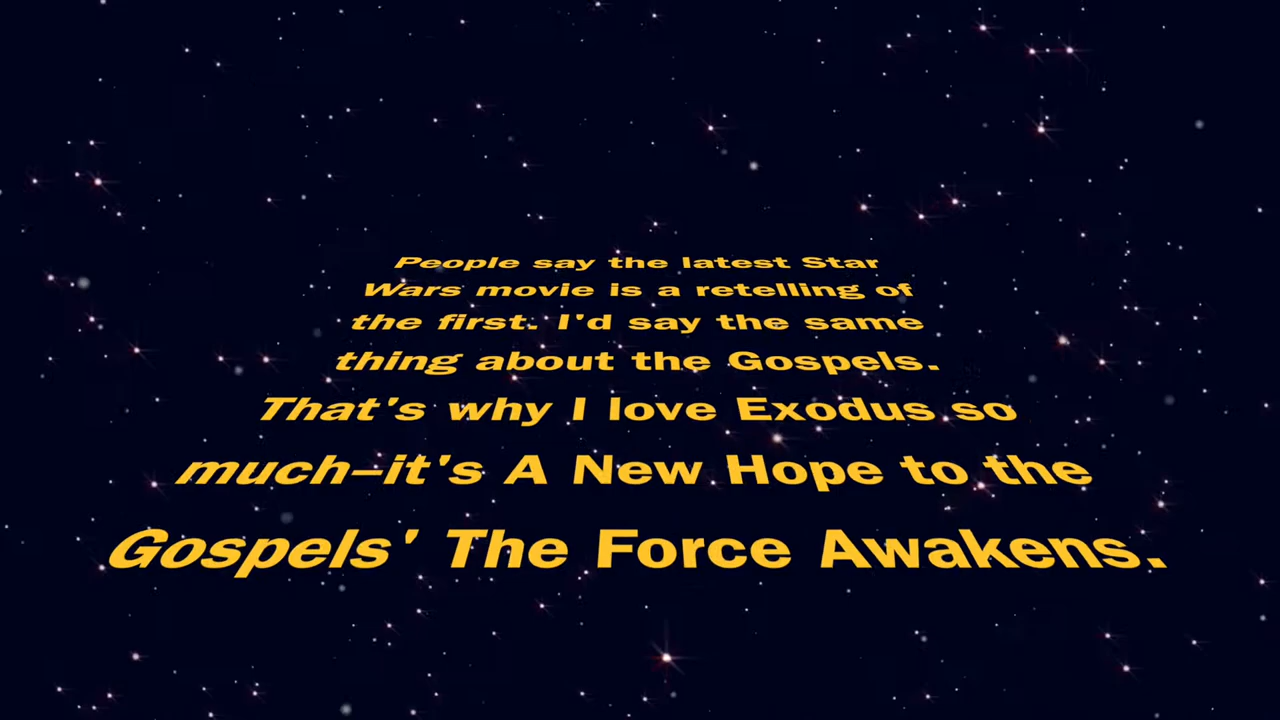 People say the latest Star
Wars movie is a retelling of
the first. I'd say the same
thing about the Gospels.
That's why I love Exodus so
much—it's A New Hope to the
Gospels' The Force Awakens.